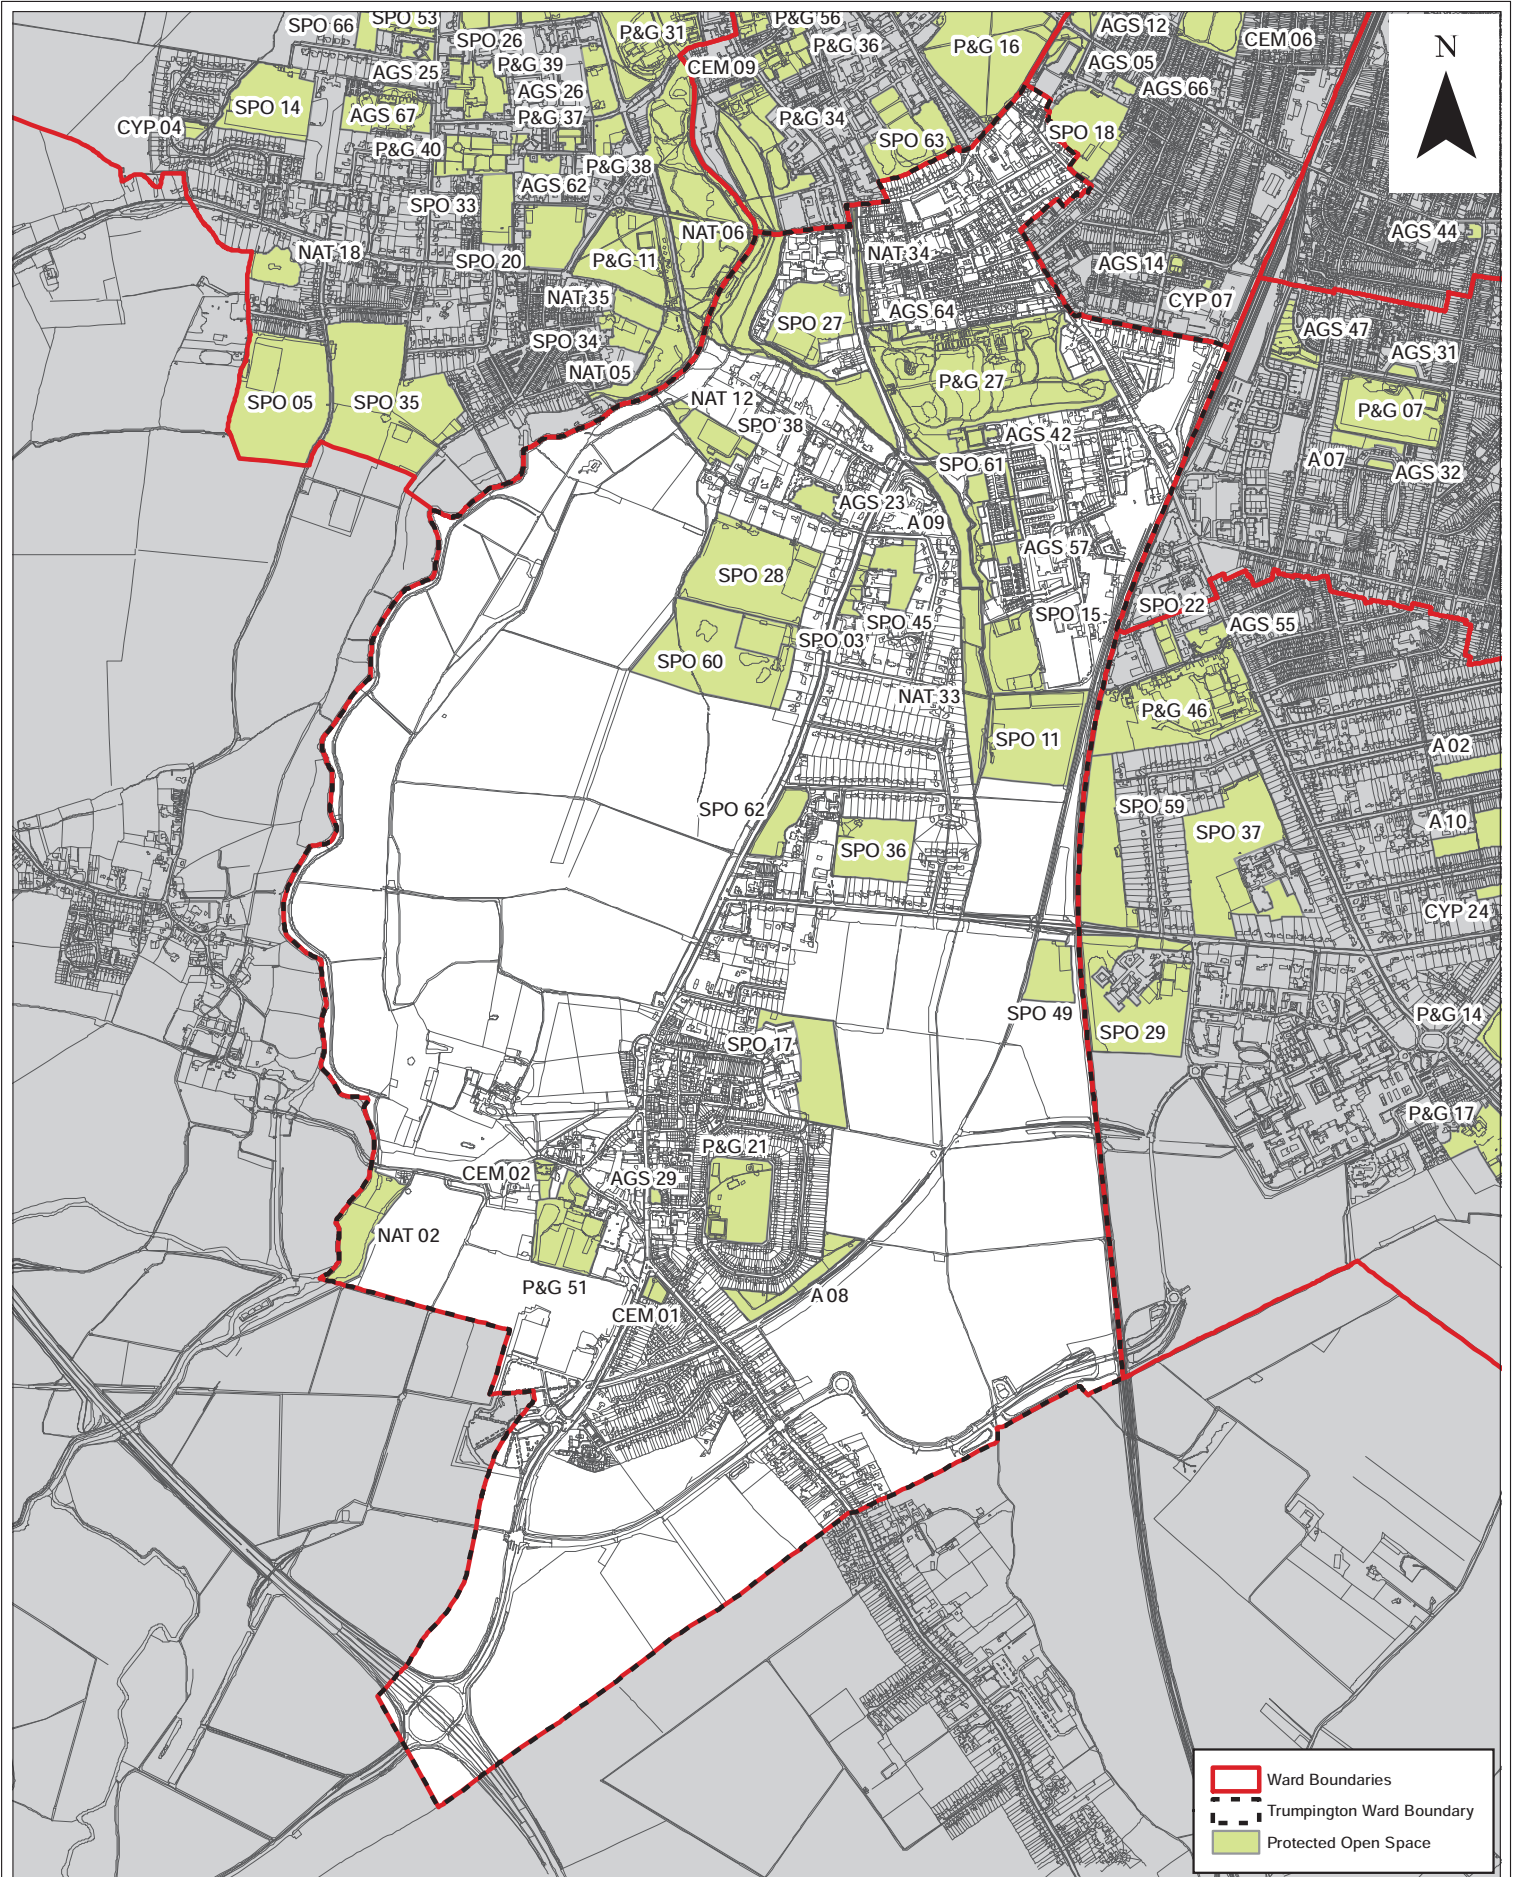 SPO 66
SPO 53
SPO 26
P&G 31
P&G 56
P&G 36
P&G 16
AGS 12
CEM 06
N
AGS 25
P&G 39
CEM 09
AGS 05
AGS 26
AGS 66
SPO 14
AGS 67
P&G 37
P&G 34
CYP 04
SPO 63
SPO 18
P&G 40
P&G 38
AGS 62
SPO 33
NAT 06
AGS 44
NAT 18
SPO 20
P&G 11
NAT 34
AGS 14
NAT 35
CYP 07
AGS 64
SPO 27
AGS 47
SPO 34
AGS 31
NAT 05
P&G 27
SPO 05
SPO 35
NAT 12
P&G 07
SPO 38
AGS 42
A 07
SPO 61
AGS 32
AGS 23
A 09
AGS 57
SPO 28
SPO 22
SPO 15
SPO 45
AGS 55
SPO 03
SPO 60
NAT 33
P&G 46
SPO 11
A 02
SPO 62
SPO 59
A 10
SPO 37
SPO 36
CYP 24
SPO 49
P&G 14
SPO 29
SPO 17
P&G 17
P&G 21
CEM 02
AGS 29
NAT 02
P&G 51
A 08
CEM 01
Ward Boundaries
Trumpington Ward Boundary
Protected Open Space